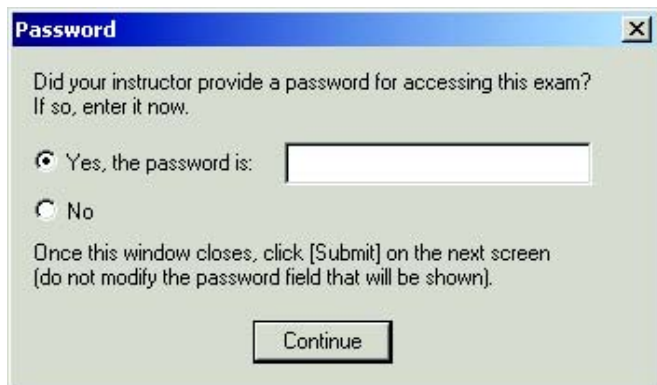 Password
Did your instructor provide a password for accessing this exam?
If so, enter it now.
Yes, the password is:
No
Once this window closes, click [Submit] on the next screen
(do not modify the password field that will be shown).
Continue